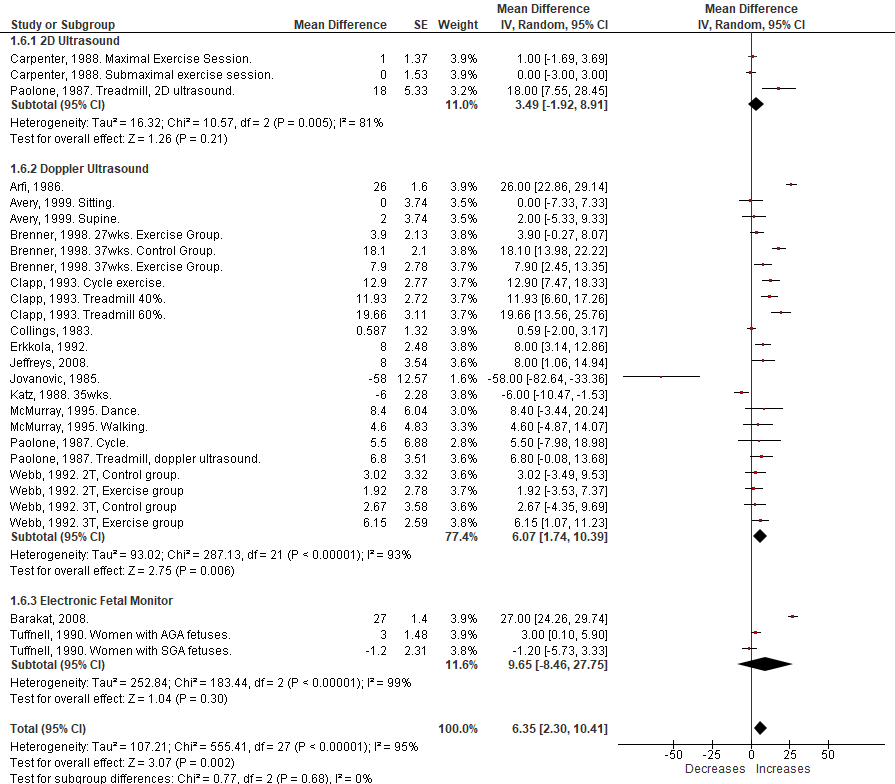 Mean Difference Mean Difference
Study or Subgroup Mean Difference SE Weight IV, Random, 95% CI IV, Random, 95% CI
1.6.1 2D Ultrasound
Carpenter, 1988. Maximal Exercise Session. 1 1.37 3.9% 1.00 [-1.69, 3.69]
Carpenter, 1988. Submaximal exercise session. 0 1.53 3.9% 0.00 [-3.00, 3.00]
Paolone, 1987. Treadmill, 2D ultrasound. 18 5.33 3.2% 18.00 [7.55, 28.45]
Subtotal (95% CI) 11.0% 3.49 [-1.92, 8.91]
Heterogeneity: Tau² = 16.32; Chi² = 10.57, df = 2 (P = 0.005); I² = 81%
Test for overall effect: Z = 1.26 (P = 0.21)
1.6.2 Doppler Ultrasound
Arfi, 1986. 26 1.6 3.9% 26.00 [22.86, 29.14]
Avery, 1999. Sitting. 0 3.74 3.5% 0.00 [-7.33, 7.33]
Avery, 1999. Supine. 2 3.74 3.5% 2.00 [-5.33, 9.33]
Brenner, 1998. 27wks. Exercise Group. 3.9 2.13 3.8% 3.90 [-0.27, 8.07]
Brenner, 1998. 37wks. Control Group. 18.1 2.1 3.8% 18.10 [13.98, 22.22]
Brenner, 1998. 37wks. Exercise Group. 7.9 2.78 3.7% 7.90 [2.45, 13.35]
Clapp, 1993. Cycle exercise. 12.9 2.77 3.7% 12.90 [7.47, 18.33]
Clapp, 1993. Treadmill 40%. 11.93 2.72 3.7% 11.93 [6.60, 17.26]
Clapp, 1993. Treadmill 60%. 19.66 3.11 3.7% 19.66 [13.56, 25.76]
Collings, 1983. 0.587 1.32 3.9% 0.59 [-2.00, 3.17]
Erkkola, 1992. 8 2.48 3.8% 8.00 [3.14, 12.86]
Jeffreys, 2008. 8 3.54 3.6% 8.00 [1.06, 14.94]
Jovanovic, 1985. -58 12.57 1.6% -58.00 [-82.64, -33.36]
Katz, 1988. 35wks. -6 2.28 3.8% -6.00 [-10.47, -1.53]
McMurray, 1995. Dance. 8.4 6.04 3.0% 8.40 [-3.44, 20.24]
McMurray, 1995. Walking. 4.6 4.83 3.3% 4.60 [-4.87, 14.07]
Paolone, 1987. Cycle. 5.5 6.88 2.8% 5.50 [-7.98, 18.98]
Paolone, 1987. Treadmill, doppler ultrasound. 6.8 3.51 3.6% 6.80 [-0.08, 13.68]
Webb, 1992. 2T, Control group. 3.02 3.32 3.6% 3.02 [-3.49, 9.53]
Webb, 1992. 2T, Exercise group 1.92 2.78 3.7% 1.92 [-3.53, 7.37]
Webb, 1992. 3T, Control group 2.67 3.58 3.6% 2.67 [-4.35, 9.69]
Webb, 1992. 3T, Exercise group 6.15 2.59 3.8% 6.15 [1.07, 11.23]
Subtotal (95% CI) 77.4% 6.07 [1.74, 10.39]
Heterogeneity: Tau² = 93.02; Chi² = 287.13, df = 21 (P < 0.00001); I² = 93%
Test for overall effect: Z = 2.75 (P = 0.006)
1.6.3 Electronic Fetal Monitor
Barakat, 2008. 27 1.4 3.9% 27.00 [24.26, 29.74]
Tuffnell, 1990. Women with AGA fetuses. 3 1.48 3.9% 3.00 [0.10, 5.90]
Tuffnell, 1990. Women with SGA fetuses. -1.2 2.31 3.8% -1.20 [-5.73, 3.33]
Subtotal (95% CI) 11.6% 9.65 [-8.46, 27.75]
Heterogeneity: Tau² = 252.84; Chi² = 183.44, df = 2 (P < 0.00001); I² = 99%
Test for overall effect: Z = 1.04 (P = 0.30)
Total (95% CI) 100.0% 6.35 [2.30, 10.41]
Heterogeneity: Tau² = 107.21; Chi² = 555.41, df = 27 (P < 0.00001); I² = 95%
Test for overall effect: Z = 3.07 (P = 0.002)
Test for subgroup differences: Chi² = 0.77, df = 2 (P = 0.68), I² = 0%
-50 -25 0 25 50
Decreases Increases